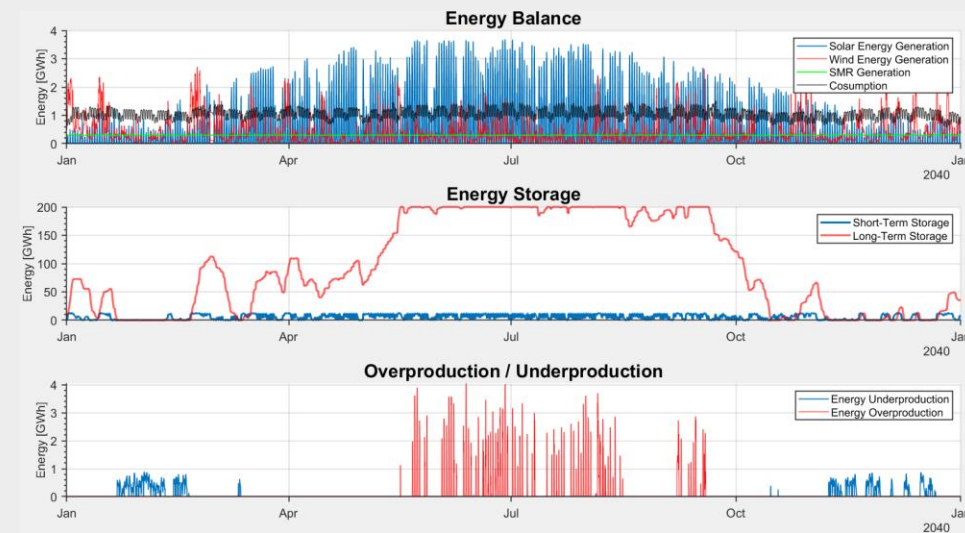 Energy Balance
Energy [GWh]
4
3
2
1
0
Solar Energy Generation
Wind Energy Generation
SMR Generation
Cosumption
Jan Apr Jul Oct Jan
2040
Energy Storage
Energy [GWh]
200
150
100
50
0
Short-Term Storage
Long-Term Storage
Jan Apr Jul Oct Jan
2040
Overproduction / Underproduction
Energy [GWh]
4
3
2
1
0
Energy Underproduction
Energy Overproduction
Jan Apr Jul Oct Jan
2040